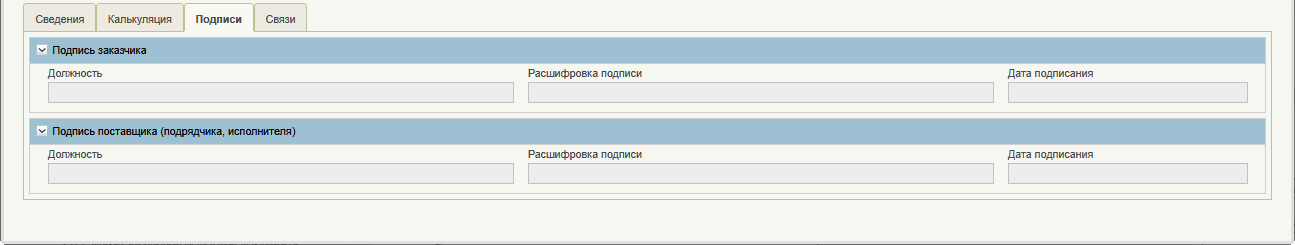 Сведения Калькуляция Подписи Связи
Подпись заказчика
Должность Расшифровка подписи Дата подписания
Подпись поставщика (подрядчика, исполнителя)
Должность Расшифровка подписи Дата подписания